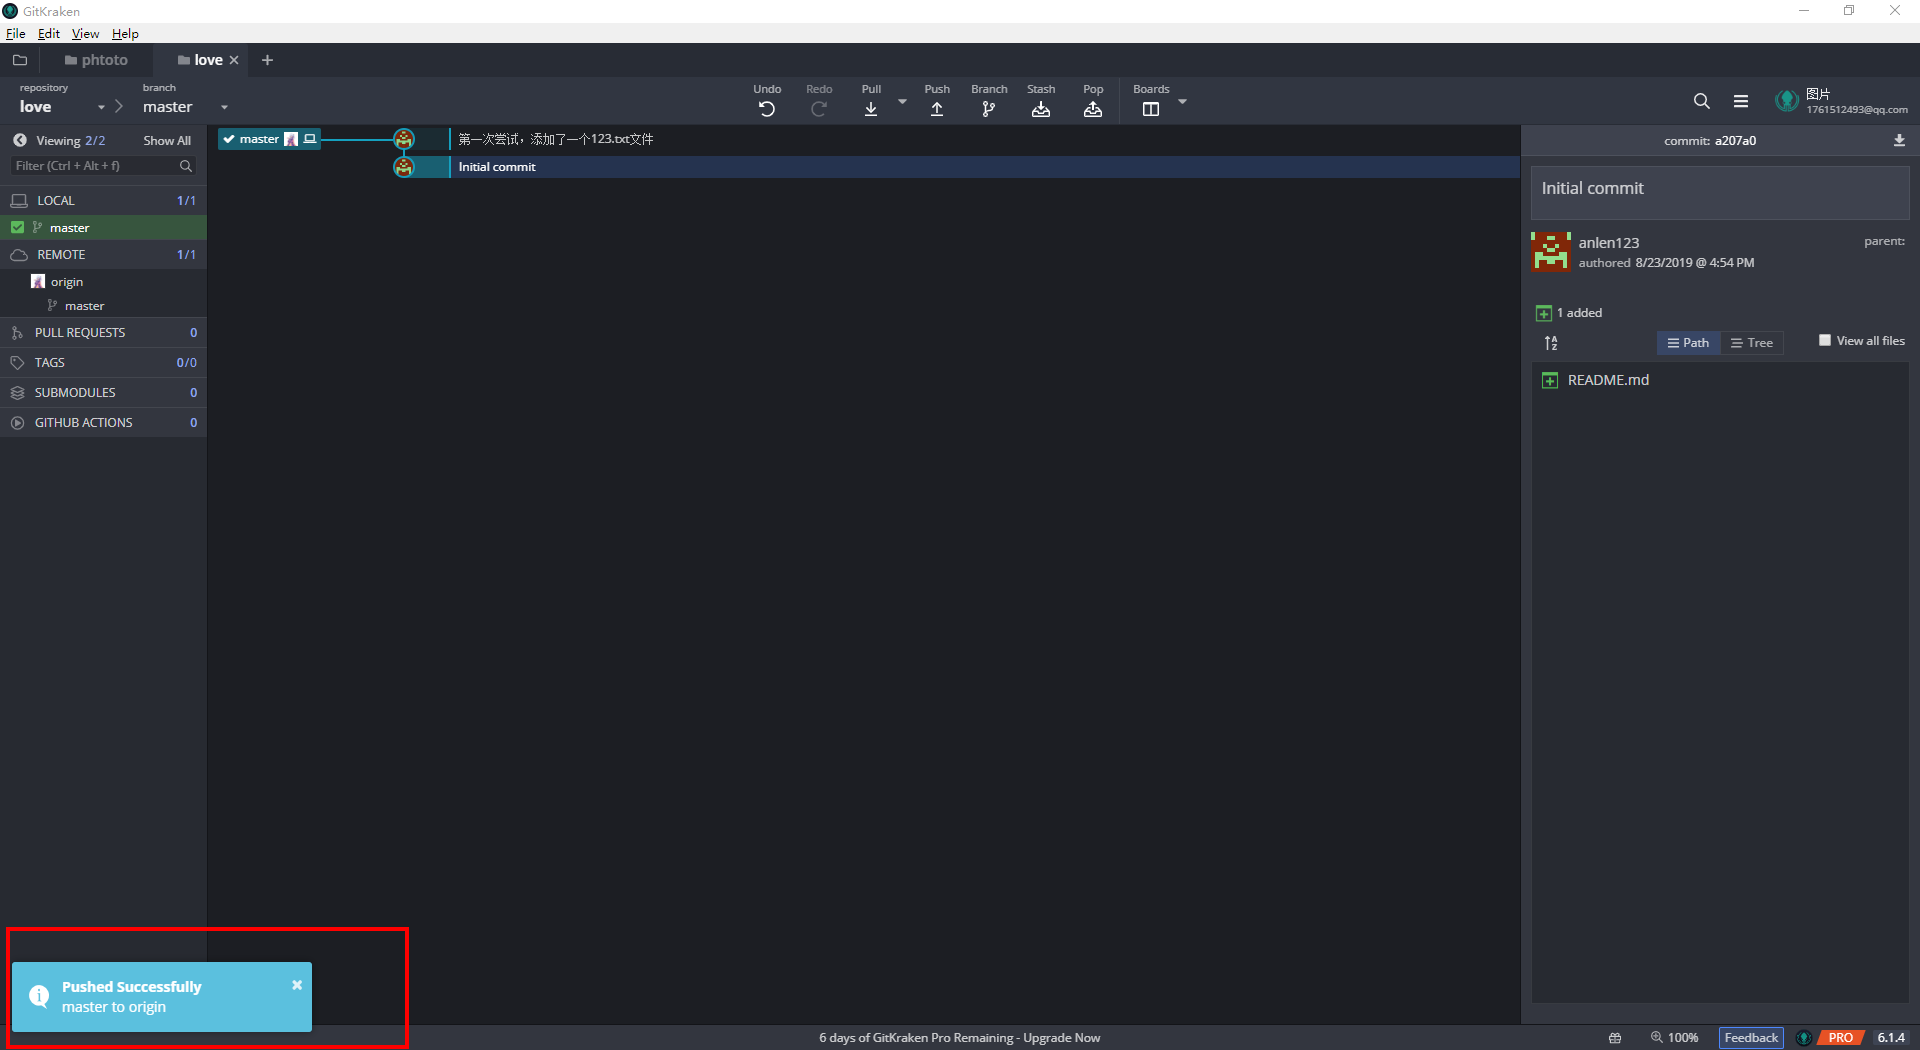 GitKraken
File Edit View Help
phtoto
love
repository
love
branch
master
Undo
Redo
Pull
Push
Branch
Stash
Pop
Boards
图片
1761512493@qq.com
Viewing 2/2
Show All
Filter (Ctrl + Alt + f)
LOCAL 1/1
master
REMOTE 1/1
origin
master
PULL REQUESTS 0
TAGS 0/0
SUBMODULES 0
GITHUB ACTIONS 0
master
第一次尝试，添加了一个123.txt文件
Initial commit
commit: a207a0
Initial commit
anlen123
authored 8/23/2019 @ 4:54 PM
parent:
1 added
Path
Tree
View all files
README.md
Pushed Successfully
master to origin
6 days of GitKraken Pro Remaining - Upgrade Now
100%
Feedback
PRO
6.1.4